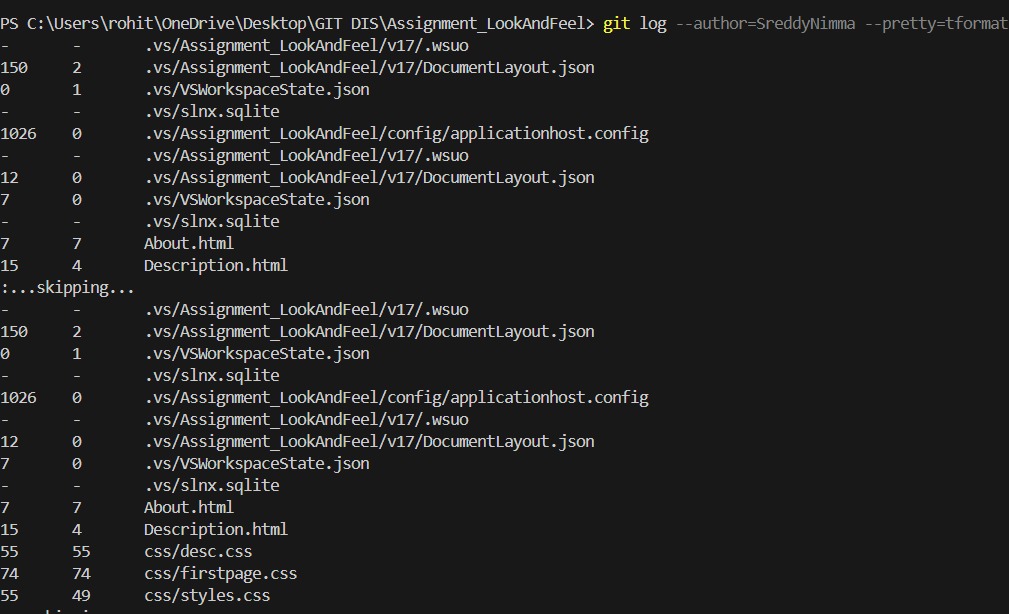 PS C:\Users\rohit\OneDrive\Desktop\GIT DIS\Assignment_LookAndFeel> git log --author=SreddyNimma --pretty=tformat
- - .vs/Assignment_LookAndFeel/v17/.wsuo
150 2 .vs/Assignment_LookAndFeel/v17/DocumentLayout.json
0 1 .vs/VSWorkspaceState.json
- - .vs/slnx.sqlite
1026 0 .vs/Assignment_LookAndFeel/config/applicationhost.config
- - .vs/Assignment_LookAndFeel/v17/.wsuo
12 0 .vs/Assignment_LookAndFeel/v17/DocumentLayout.json
7 0 .vs/VSWorkspaceState.json
- - .vs/slnx.sqlite
7 7 About.html
15 4 Description.html
:...skipping...
- - .vs/Assignment_LookAndFeel/v17/.wsuo
150 2 .vs/Assignment_LookAndFeel/v17/DocumentLayout.json
0 1 .vs/VSWorkspaceState.json
- - .vs/slnx.sqlite
1026 0 .vs/Assignment_LookAndFeel/config/applicationhost.config
- - .vs/Assignment_LookAndFeel/v17/.wsuo
12 0 .vs/Assignment_LookAndFeel/v17/DocumentLayout.json
7 0 .vs/VSWorkspaceState.json
- - .vs/slnx.sqlite
7 7 About.html
15 4 Description.html
55 55 css/desc.css
74 74 css/firstpage.css
55 49 css/styles.css